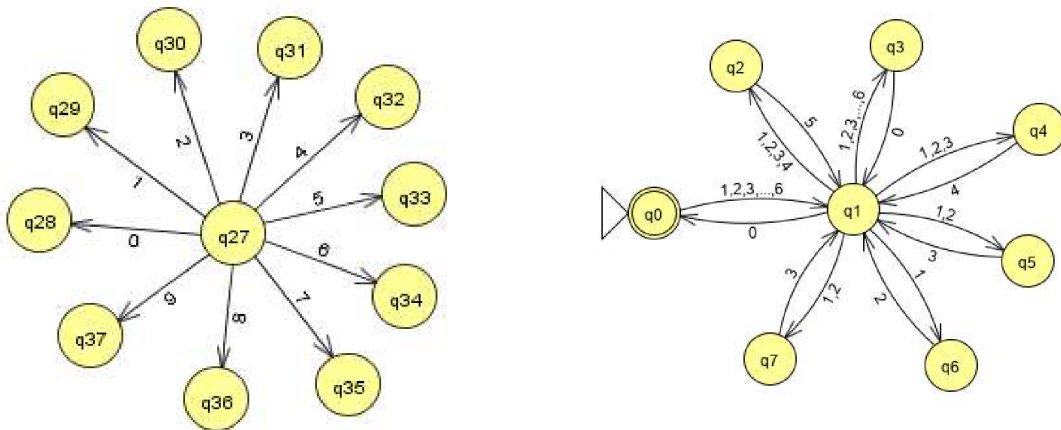 q30
q31
q29
q32
2
3
4
1
5
q33
q28
0
q27
6
q34
9
8
7
q37
q36
q35
q3
q2
q4
5
1,2,3,4
1,2,3,...,6
0
1,2,3
4
q0
1,2,3,...,6
0
q1
1,2
3
q5
3
1,2
2
1
q7
q6